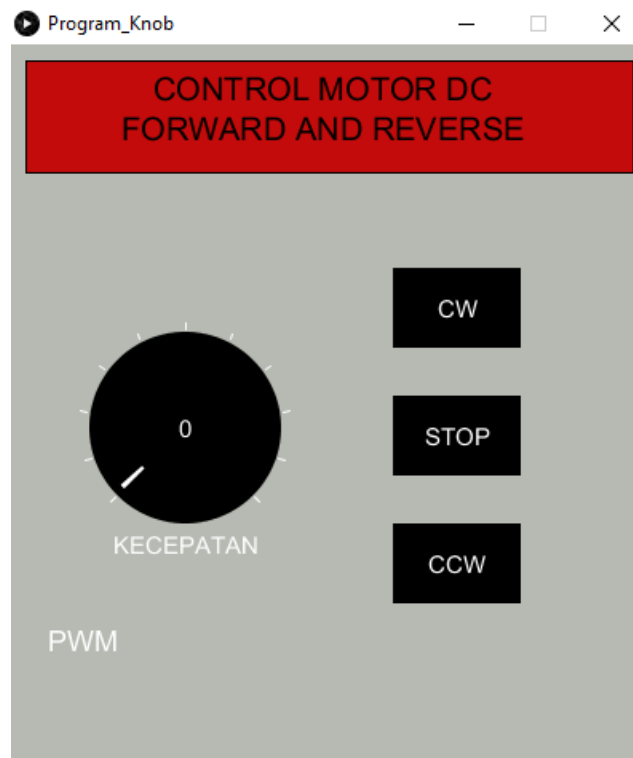 Program_Knob
CONTROL MOTOR DC
FORWARD AND REVERSE
CW
0
STOP
KECEPATAN
CCW
PWM